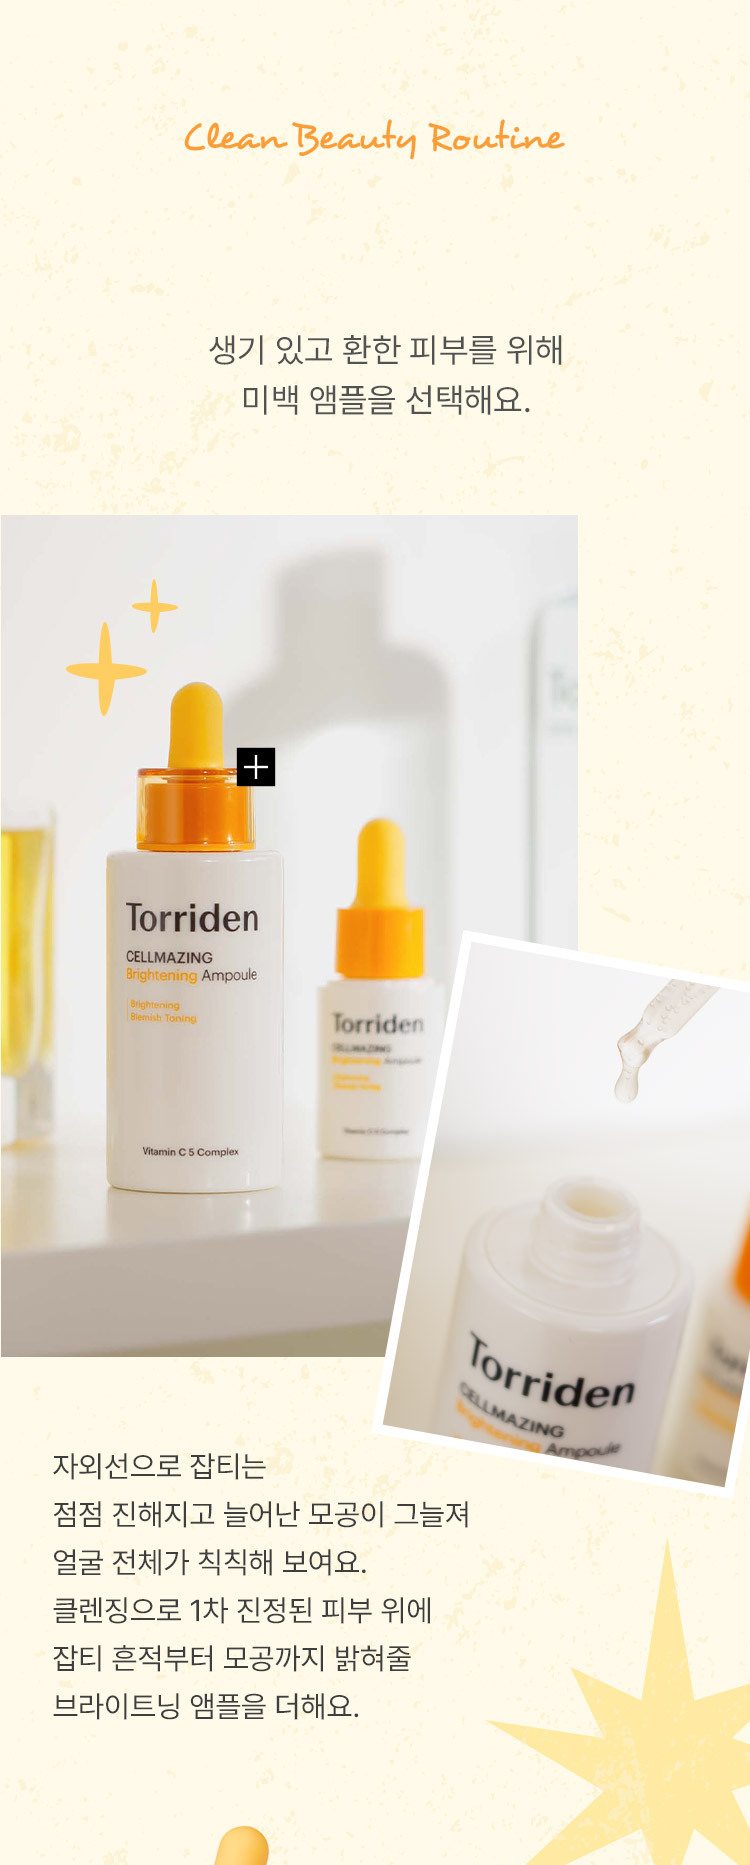 Clean Beauty Routine
생기 있고 환한 피부를 위해
미백 앰플을 선택해요.
Torriden
CELLMAZING
Brightening Ampoule
Brightening
Blemish Toning
Vitamin C 5 Complex
Torriden
CELLMAZING
Brightening Ampoule
Torriden
CELLMAZING
Brightening Ampoule
자외선으로 잡티는
점점 진해지고 늘어난 모공이 그늘져
얼굴 전체가 칙칙해 보여요.
클렌징으로 1차 진정된 피부 위에
잡티 흔적부터 모공까지 밝혀줄
브라이트닝 앰플을 더해요.